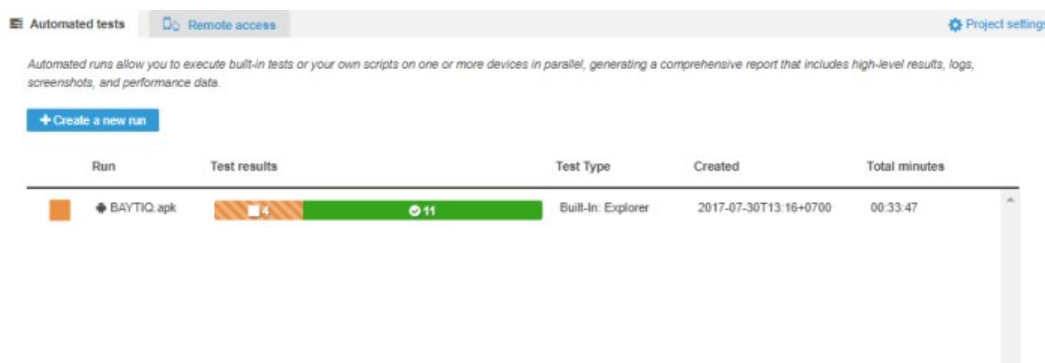 Automated tests
Remote access
Project settings
Automated runs allow you to execute built-in tests or your own scripts on one or more devices in parallel, generating a comprehensive report that includes high-level results, logs,
screenshots, and performance data.
+ Create a new run
Run Test results Test Type Created Total minutes
BAYTIQ.apk 4 11 Built-In: Explorer 2017-07-30T13:16+0700 00:33:47